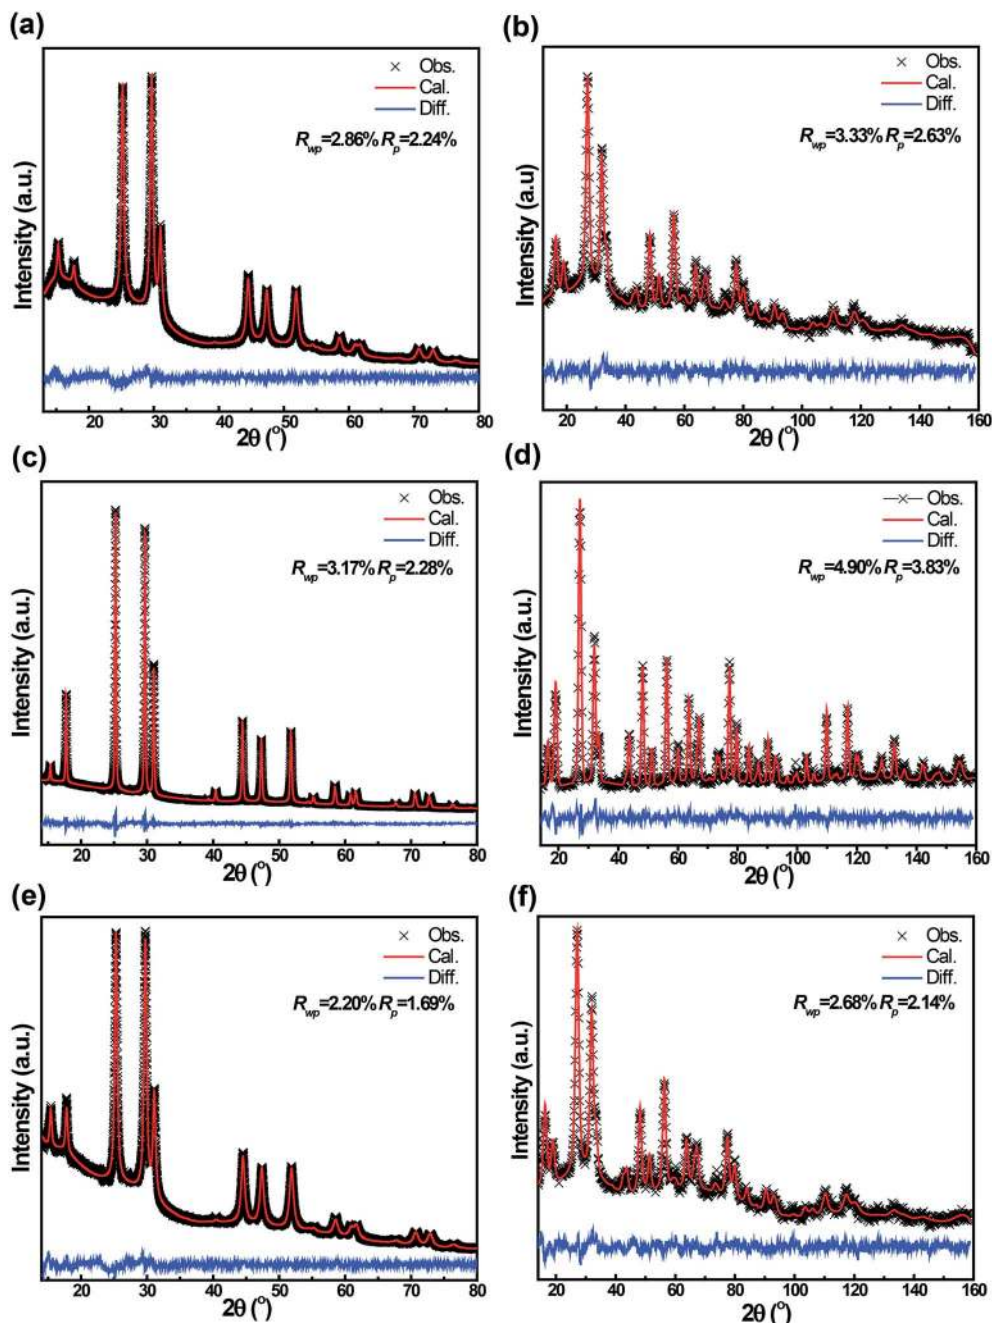 (a)
Obs.
Cal.
Diff.
Rwp=2.86% Rp=2.24%
Intensity (a.u.)
20 30 40 50 60 70 80
2θ (°)
(b)
Obs.
Cal.
Diff.
Rwp=3.33% Rp=2.63%
Intensity (a.u)
20 40 60 80 100 120 140 160
2θ (°)
(c)
Obs.
Cal.
Diff.
Rwp=3.17% Rp=2.28%
Intensity (a.u.)
20 30 40 50 60 70 80
2θ (°)
(d)
Obs.
Cal.
Diff.
Rwp=4.90% Rp=3.83%
Intensity (a.u.)
20 40 60 80 100 120 140 160
2θ (°)
(e)
Obs.
Cal.
Diff.
Rwp=2.20% Rp=1.69%
Intensity (a.u.)
20 30 40 50 60 70 80
2θ (°)
(f)
Obs.
Cal.
Diff.
Rwp=2.68% Rp=2.14%
Intensity (a.u.)
20 40 60 80 100 120 140 160
2θ (°)